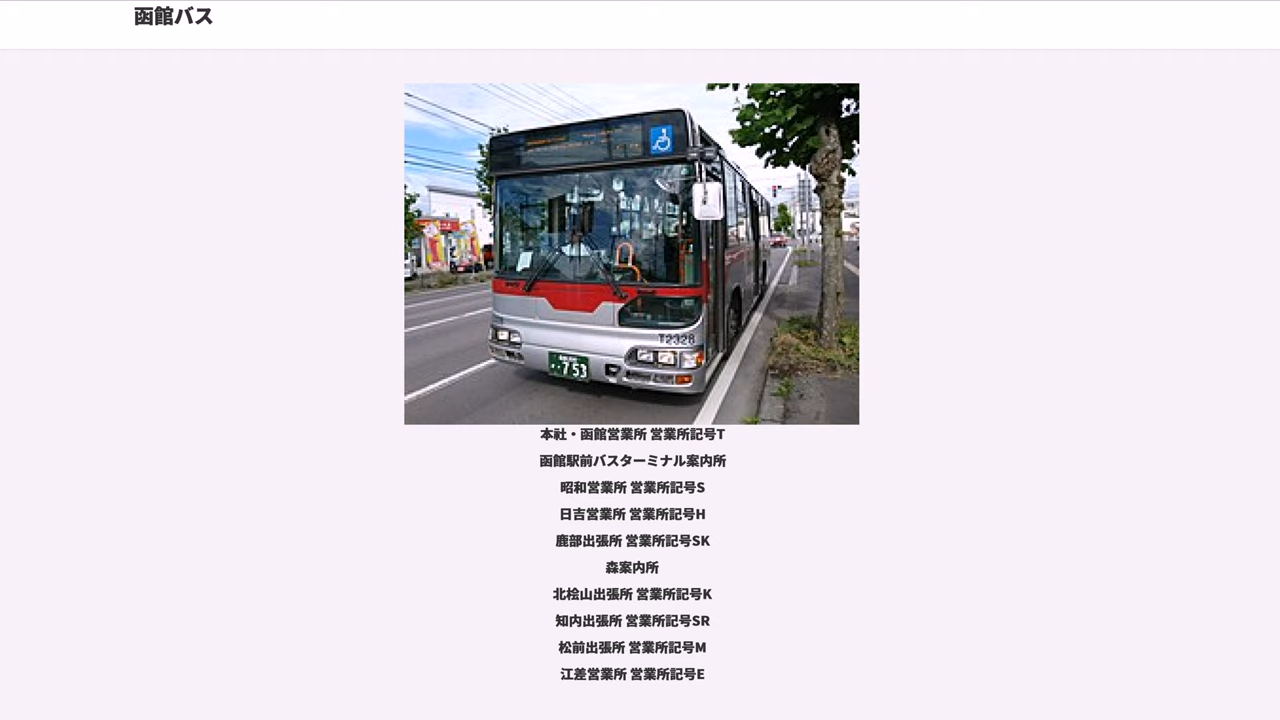 函館バス
T2328
753
本社・函館営業所 営業所記号T
函館駅前バスターミナル案内所
昭和営業所 営業所記号S
日吉営業所 営業所記号H
鹿部出張所 営業所記号SK
森案内所
北桧山出張所 営業所記号K
知内出張所 営業所記号SR
松前出張所 営業所記号M
江差営業所 営業所記号E